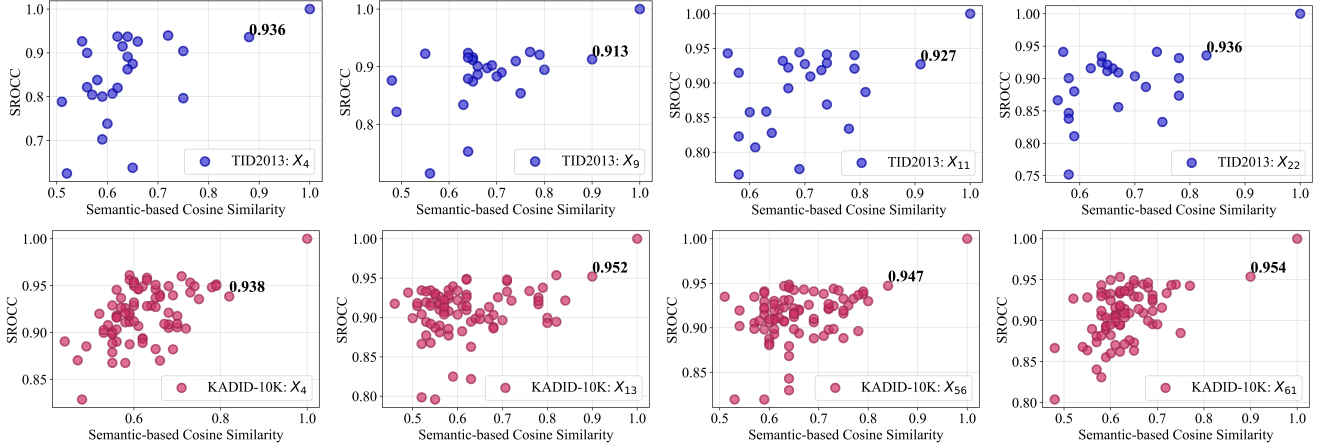 1.0
0.9
0.8
0.7
SROCC
0.936
TID2013: X4
0.5 0.6 0.7 0.8 0.9 1.0
Semantic-based Cosine Similarity
1.0
0.9
0.8
SROCC
0.913
TID2013: X9
0.5 0.6 0.7 0.8 0.9 1.0
Semantic-based Cosine Similarity
1.00
0.95
0.90
0.85
0.80
SROCC
0.927
TID2013: X11
0.6 0.7 0.8 0.9 1.0
Semantic-based Cosine Similarity
1.00
0.95
0.90
0.85
0.80
0.75
SROCC
0.936
TID2013: X22
0.6 0.7 0.8 0.9 1.0
Semantic-based Cosine Similarity
1.00
0.95
0.90
0.85
SROCC
0.938
KADID-10K: X4
0.6 0.8 1.0
Semantic-based Cosine Similarity
1.00
0.95
0.90
0.85
0.80
SROCC
0.952
KADID-10K: X13
0.5 0.6 0.7 0.8 0.9 1.0
Semantic-based Cosine Similarity
1.00
0.95
0.90
0.85
SROCC
0.947
KADID-10K: X56
0.5 0.6 0.7 0.8 0.9 1.0
Semantic-based Cosine Similarity
1.00
0.95
0.90
0.85
0.80
SROCC
0.954
KADID-10K: X61
0.5 0.6 0.7 0.8 0.9 1.0
Semantic-based Cosine Similarity